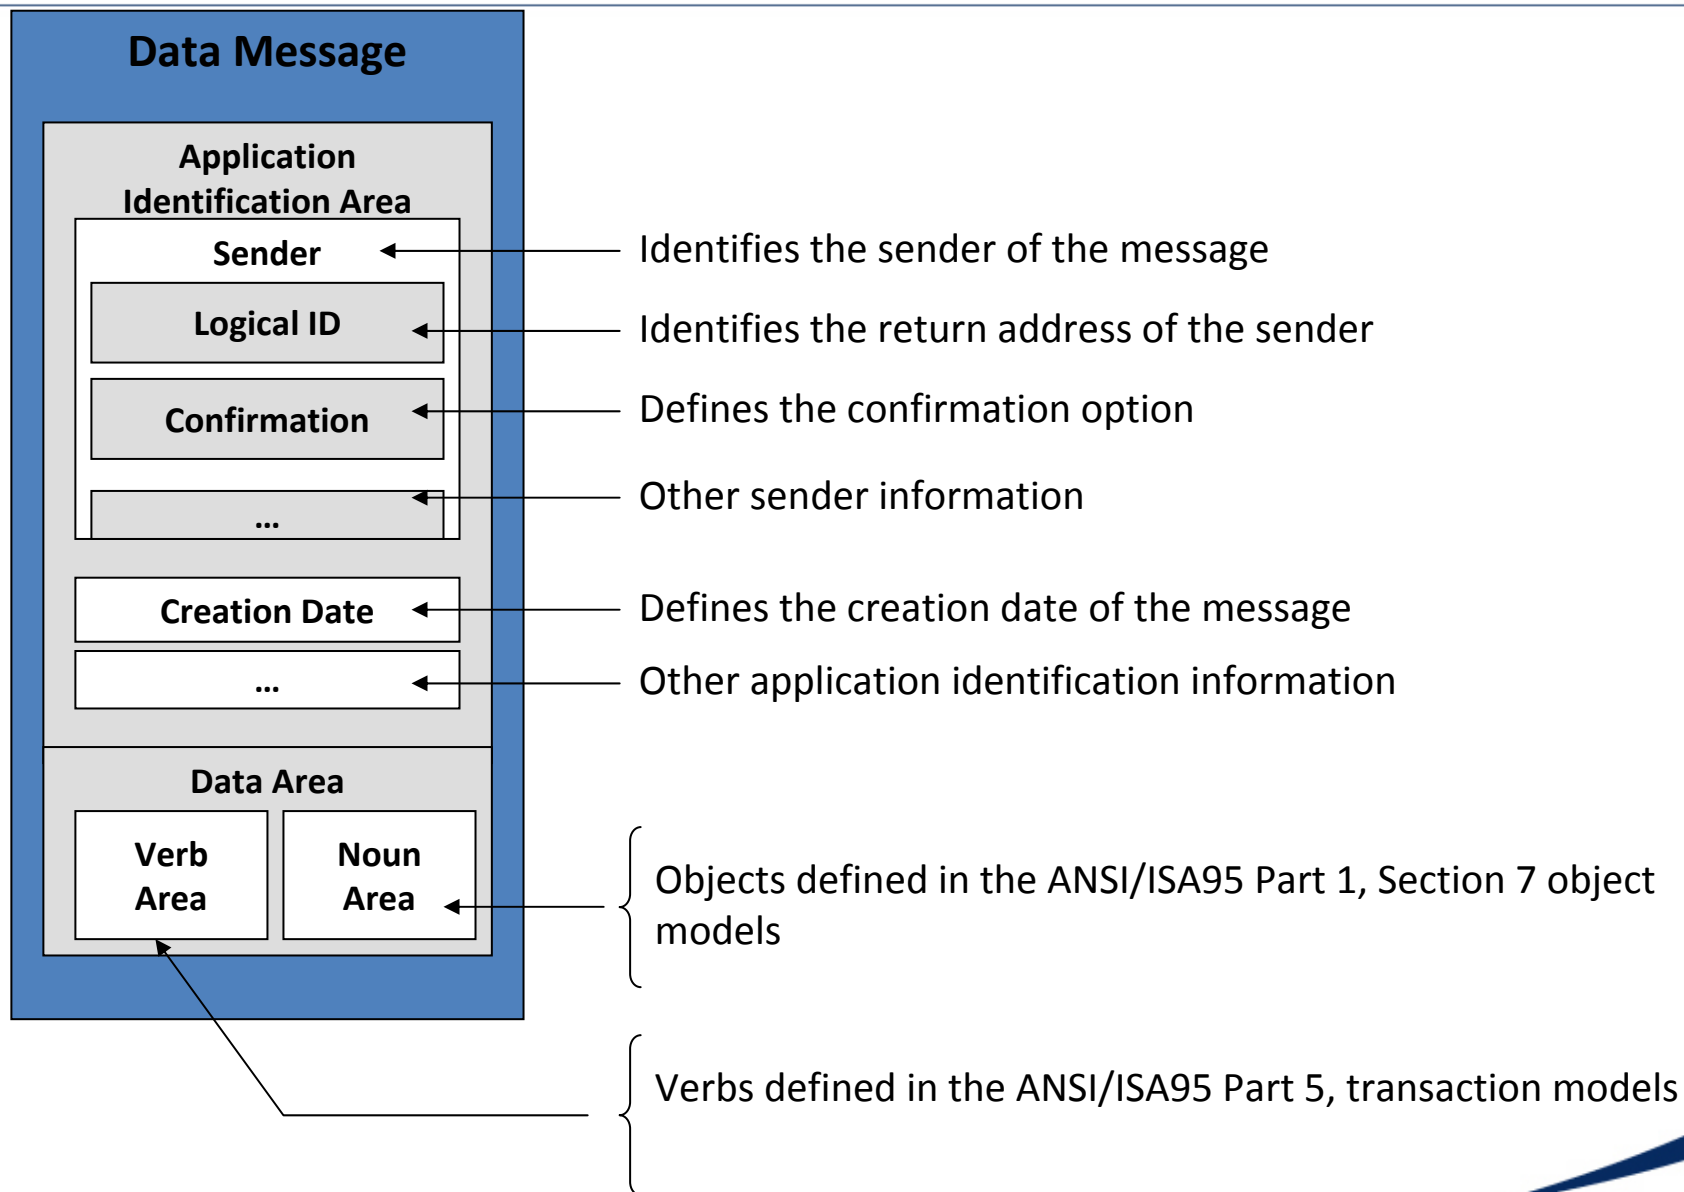 Data Message
Application
Identification Area
Sender
Identifies the sender of the message
Logical ID
Identifies the return address of the sender
Confirmation
Defines the confirmation option
...
Other sender information
Creation Date
Defines the creation date of the message
...
Other application identification information
Data Area
Verb
Area
Noun
Area
Objects defined in the ANSI/ISA95 Part 1, Section 7 object
models
Verbs defined in the ANSI/ISA95 Part 5, transaction models